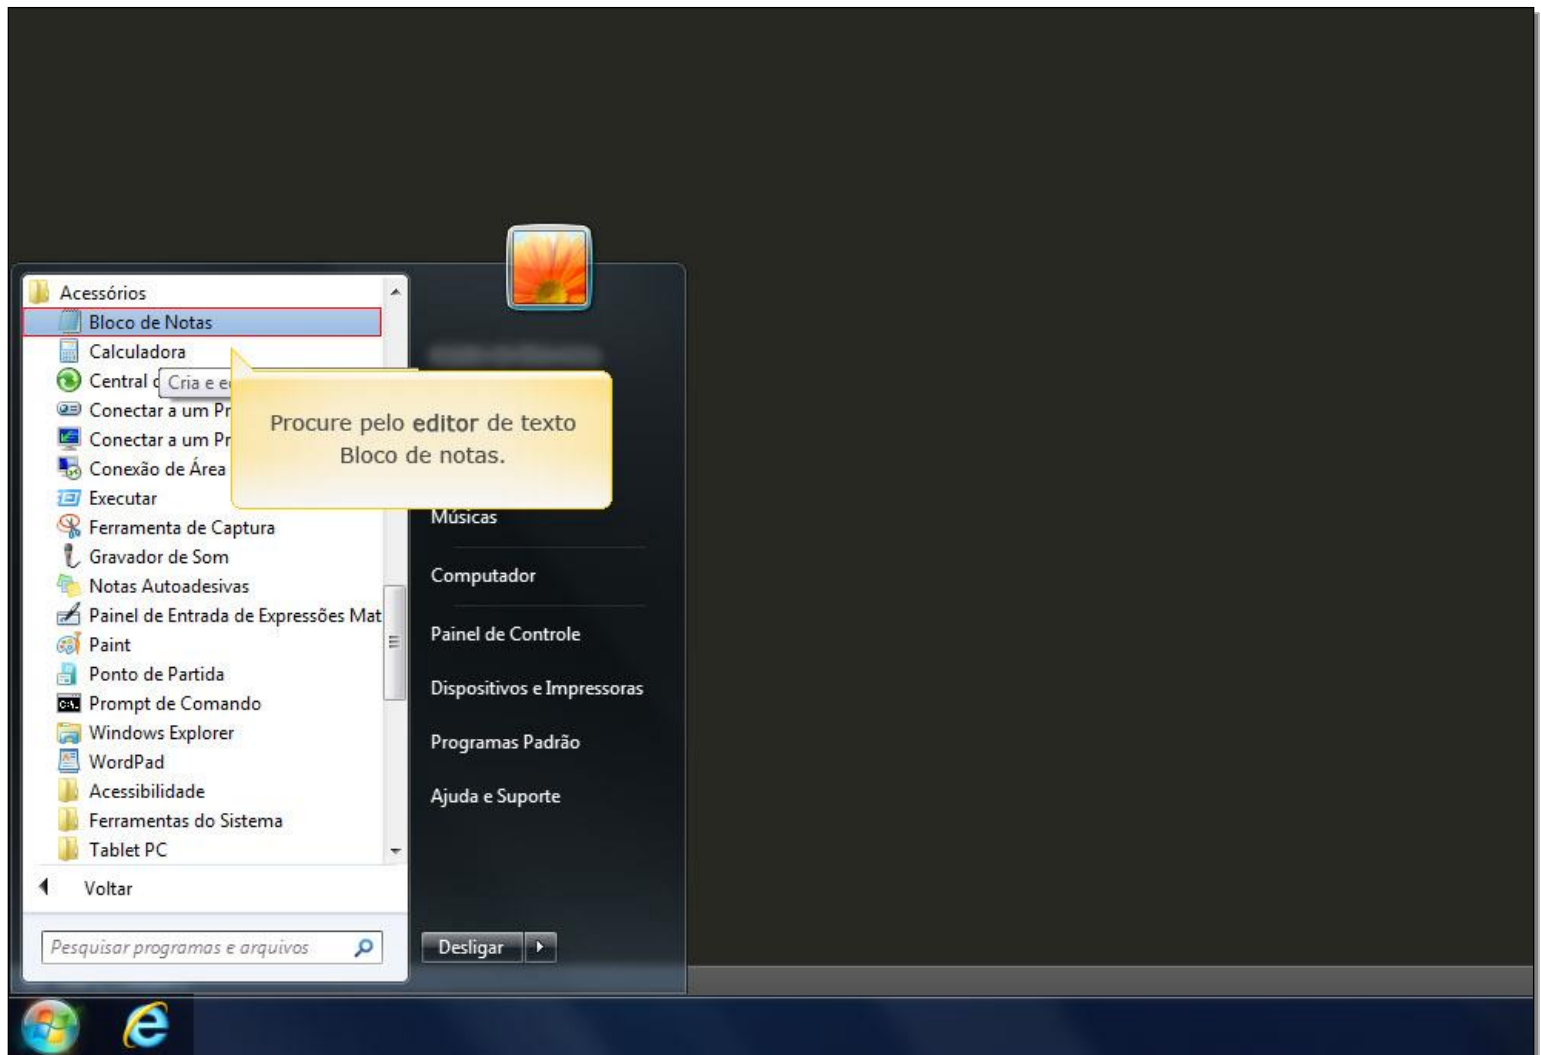 Acessórios
Bloco de Notas
Calculadora
Central
Cria e
Conectar a um
Conectar a um
Conexão de Área
Executar
Ferramenta de Captura
Gravador de Som
Notas Autoadesivas
Painel de Entrada de Expressões Mat
Paint
Ponto de Partida
Prompt de Comando
Windows Explorer
WordPad
Acessibilidade
Ferramentas do Sistema
Tablet PC
Voltar
Pesquisar programas e arquivos
Procure pelo editor de texto
Bloco de notas.
Músicas
Computador
Painel de Controle
Dispositivos e Impressoras
Programas Padrão
Ajuda e Suporte
Desligar